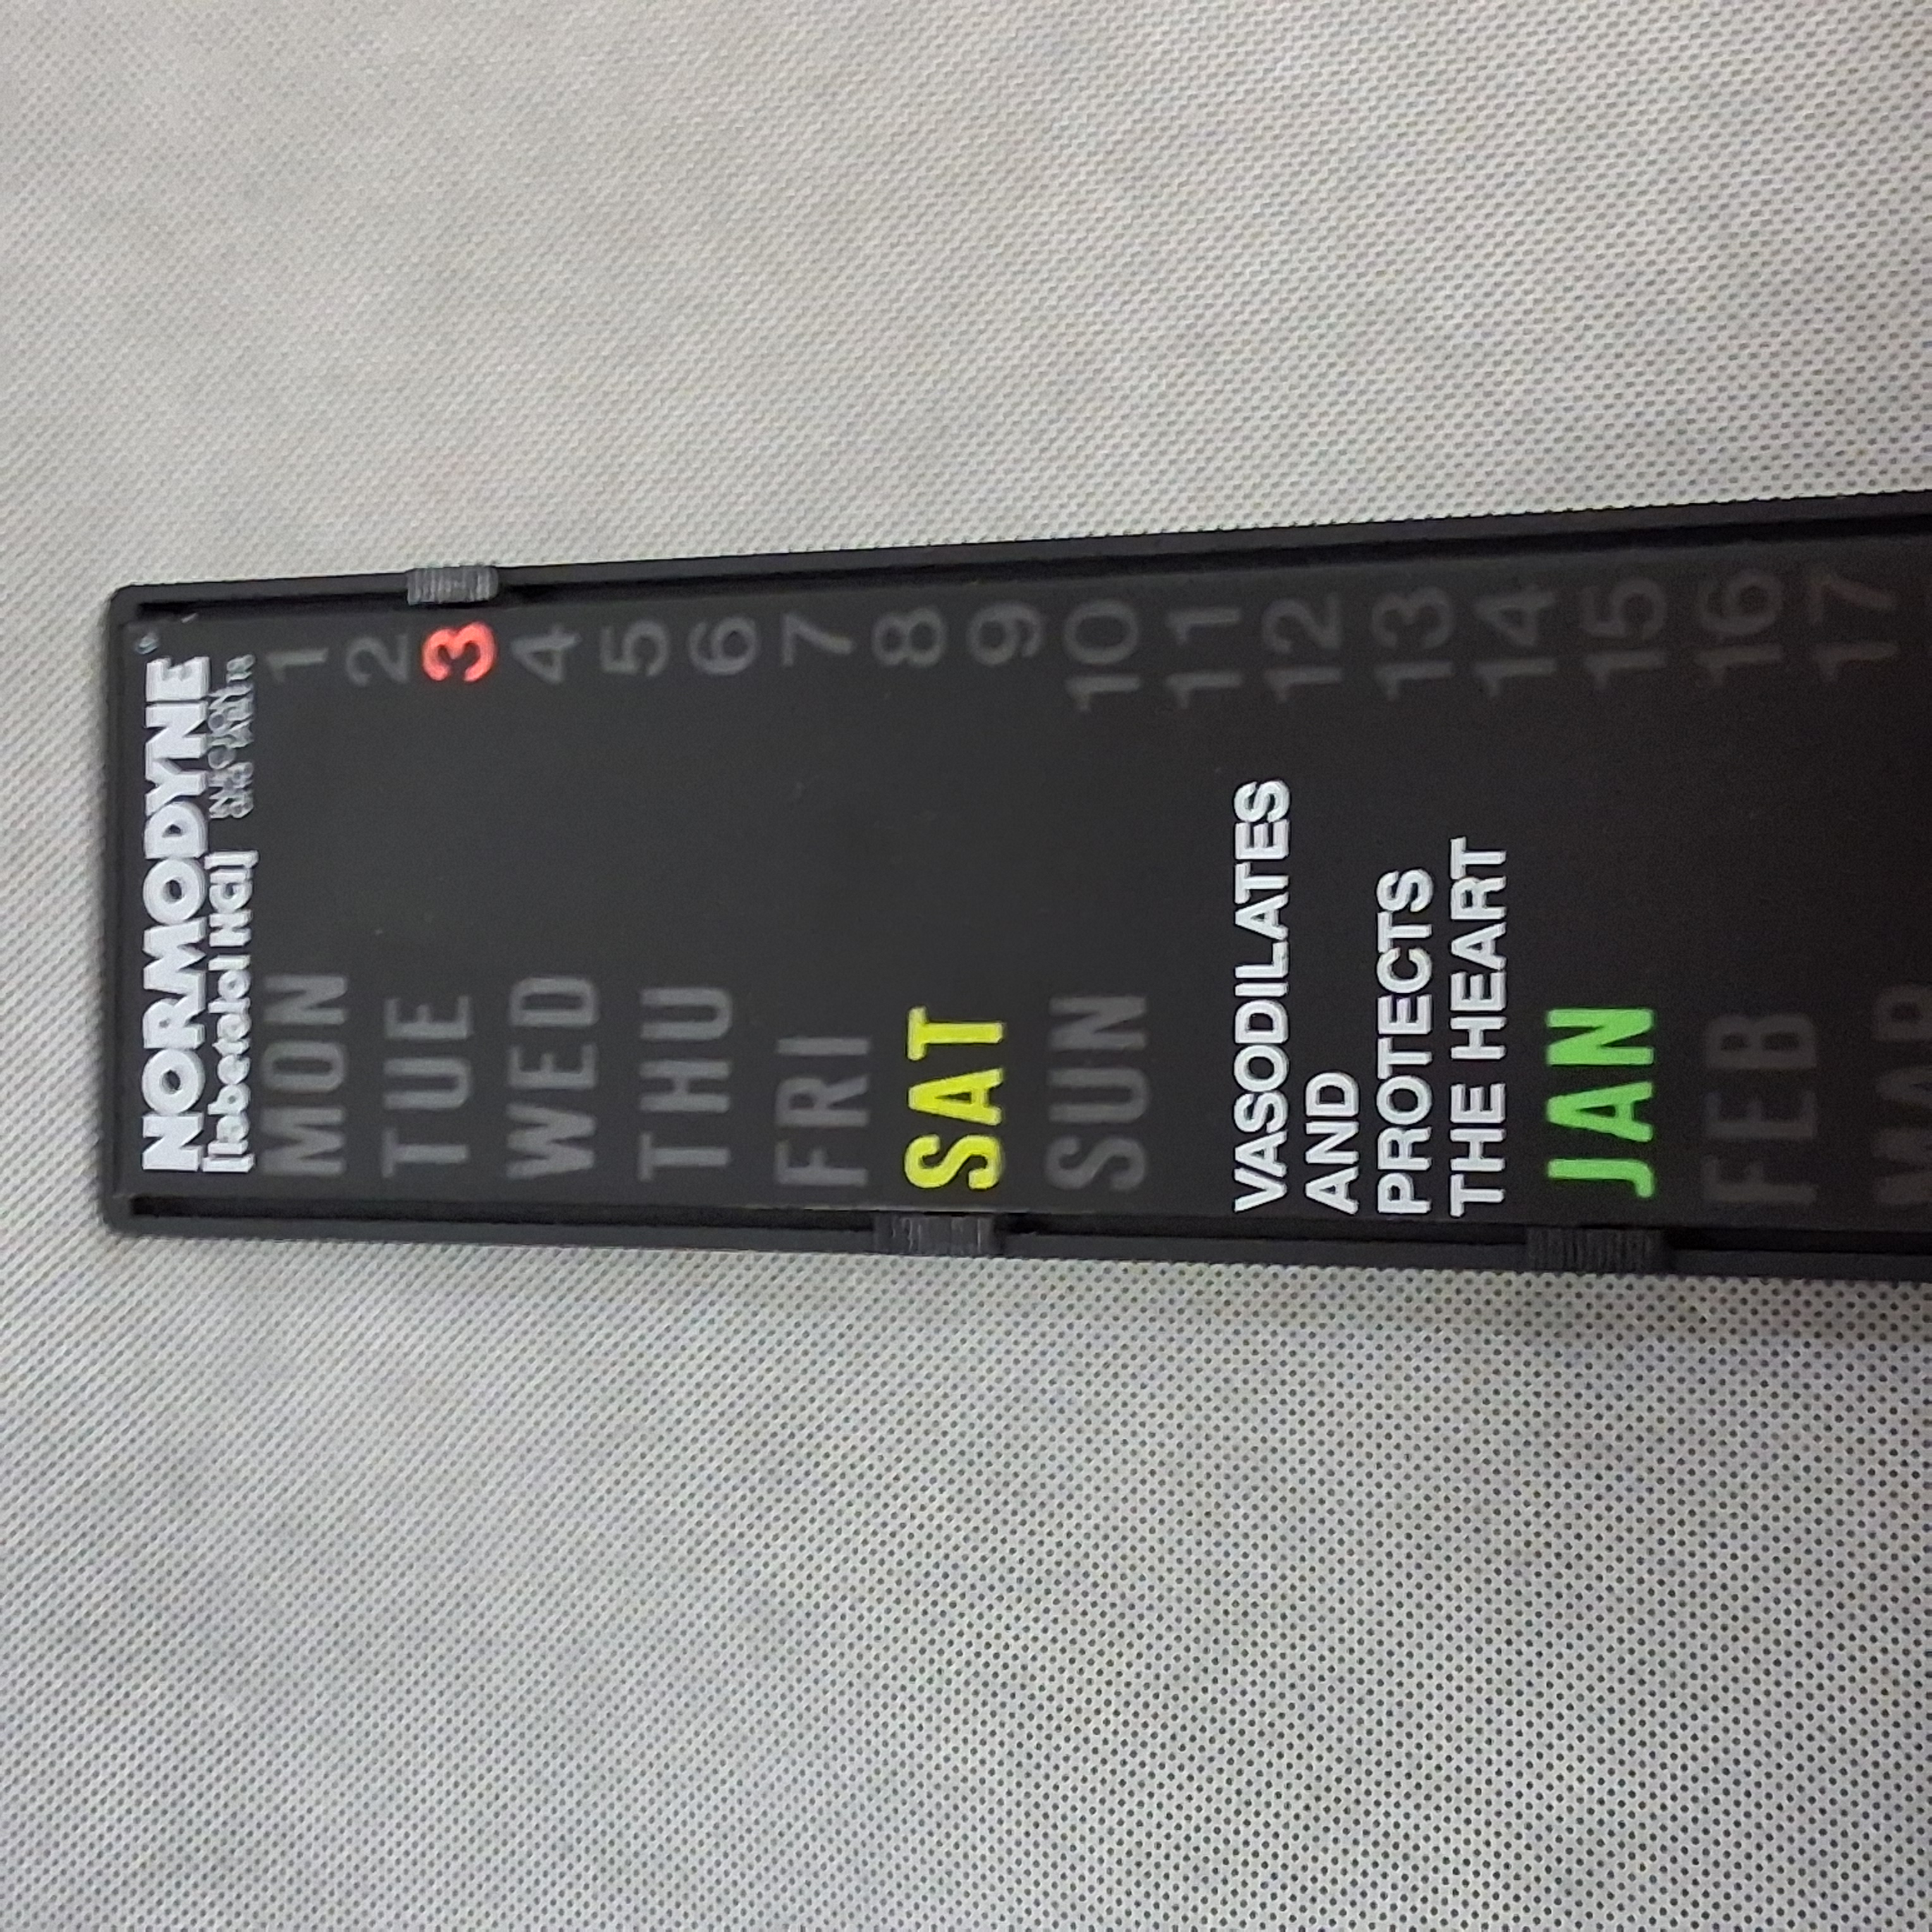 NORMODYNE
[labetalol HCl]
MON
TUE
WED
THU
FRI
SAT
SUN
VASODILATES
AND
PROTECTS
THE HEART
JAN
FEB
MAR
1
2
3
4
5
6
7
8
9
10
11
12
13
14
15
16
17